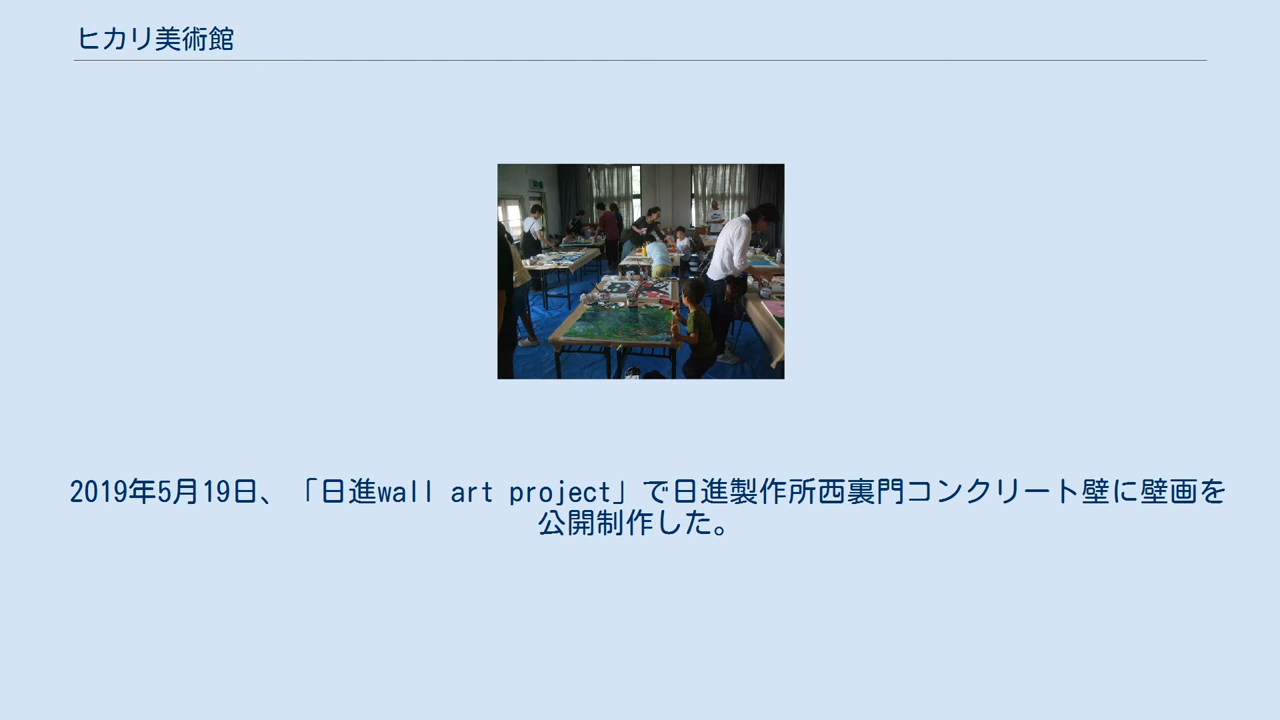 ヒカリ美術館
2019年5月19日、「日進wall art project」で日進製作所西裏門コンクリート壁に壁画を
公開制作した。